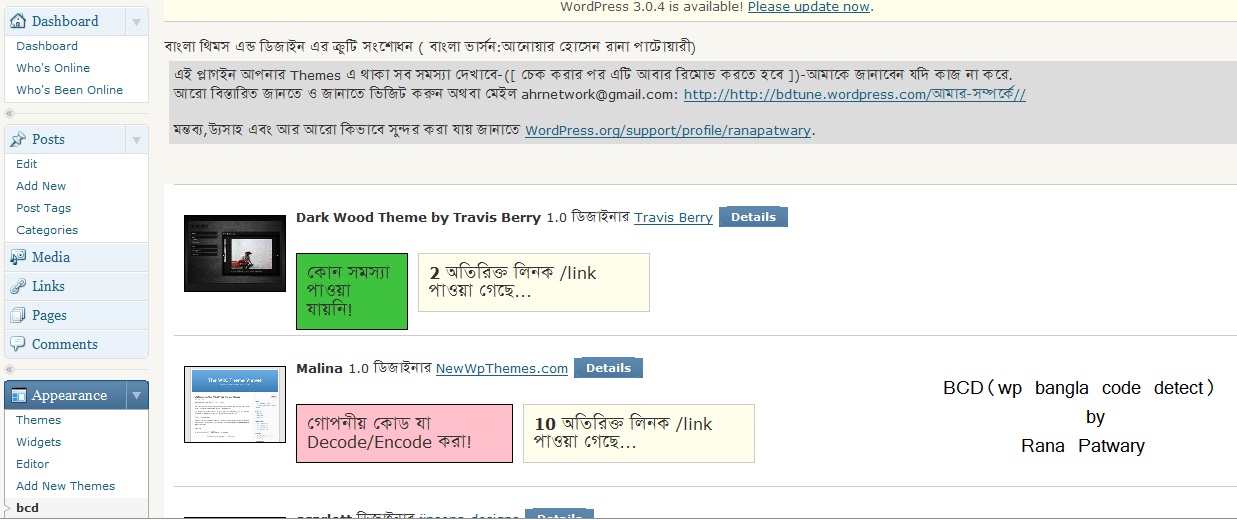 WordPress 3.0.4 is available! Please update now.
Dashboard
Dashboard
Who's Online
Who's Been Online
Posts
Edit
Add New
Post Tags
Categories
Media
Links
Pages
Comments
Appearance
Themes
Widgets
Editor
Add New Themes
bcd
বাংলা থিমস এন্ড ডিজাইন এর ত্রুটি সংশোধন ( বাংলা ভার্সন:আনোয়ার হোসেন রানা পাটোয়ারী)
এই প্লাগইন আপনার Themes এ থাকা সব সমস্যা দেখাবে-([ চেক করার পর এটি আবার রিমোভ করতে হবে ])-আমাকে জানাবেন যদি কাজ না করে.
আরো বিস্তারিত জানতে ও জানাতে ভিজিট করুন অথবা মেইল ahrnetwork@gmail.com: http://http://bdtune.wordpress.com/আমার-সম্পর্কে//
মন্তব্য,উ্যসাহ এবং আর আরো কিভাবে সুন্দর করা যায় জানাতে WordPress.org/support/profile/ranapatwary.
Dark Wood Theme by Travis Berry 1.0 ডিজাইনার Travis Berry Details
কোন সমস্যা
পাওয়া
যায়নি!
2 অতিরিক্ত লিনক /link
পাওয়া গেছে...
Malina 1.0 ডিজাইনার NewWpThemes.com Details
গোপনীয় কোড যা
Decode/Encode করা!
10 অতিরিক্ত লিনক /link
পাওয়া গেছে...
BCD(wp bangla code detect)
by
Rana Patwary
The WRC Theme Viewer
ডিজাইনার Details